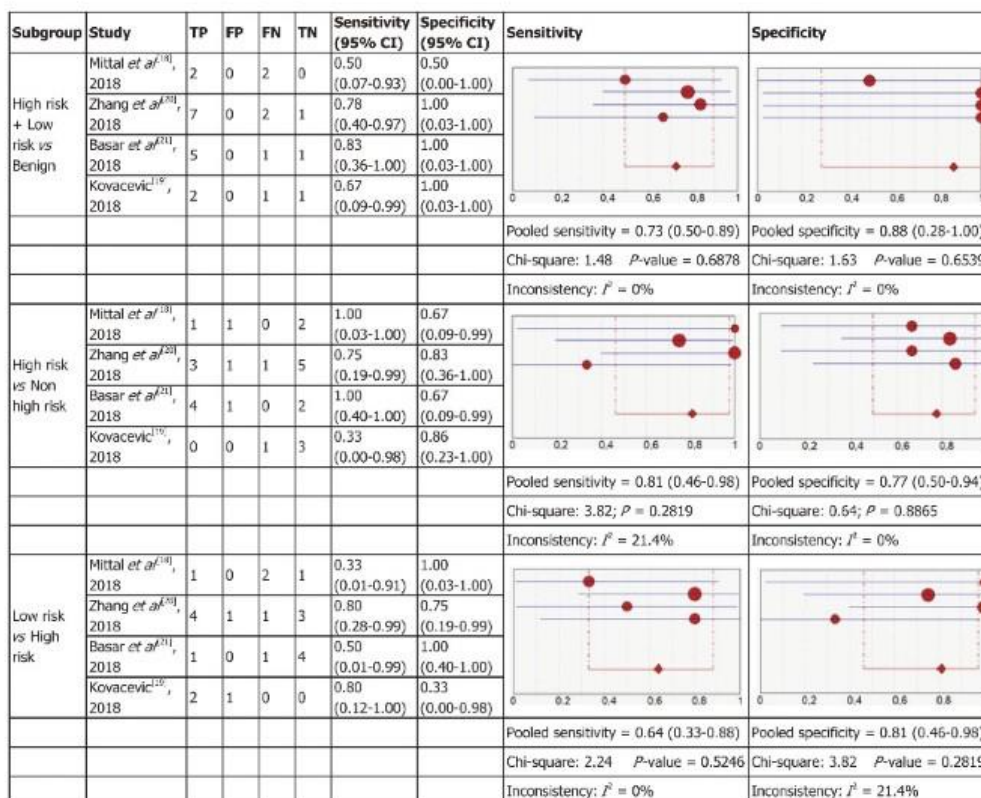 Subgroup Study TP FP FN TN Sensitivity (95% CI) Specificity (95% CI) Sensitivity Specificity
High risk + Low risk vs Benign
Mittal et al[18], 2018 2 0 2 0 0.50 (0.07-0.93) 0.50 (0.00-1.00)
Zhang et al[20], 2018 7 0 2 1 0.78 (0.40-0.97) 1.00 (0.03-1.00)
Basar et al[21], 2018 5 0 1 1 0.83 (0.36-1.00) 1.00 (0.03-1.00)
Kovacevic[19], 2018 2 0 1 1 0.67 (0.09-0.99) 1.00 (0.03-1.00)
0 0,2 0,4 0,6 0,8 1 0 0,2 0,4 0,6 0,8
Pooled sensitivity = 0.73 (0.50-0.89) Pooled specificity = 0.88 (0.28-1.00)
Chi-square: 1.48 P-value = 0.6878 Chi-square: 1.63 P-value = 0.6539
Inconsistency: I² = 0% Inconsistency: I² = 0%
High risk vs Non high risk
Mittal et al[18], 2018 1 1 0 2 1.00 (0.03-1.00) 0.67 (0.09-0.99)
Zhang et al[20], 2018 3 1 1 5 0.75 (0.19-0.99) 0.83 (0.36-1.00)
Basar et al[21], 2018 4 1 0 2 1.00 (0.40-1.00) 0.67 (0.09-0.99)
Kovacevic[19], 2018 0 0 1 3 0.33 (0.00-0.98) 0.86 (0.23-1.00)
0 0,2 0.4 0.6 0.8 1 0 0,2 0.4 0.6 0.8
Pooled sensitivity = 0.81 (0.46-0.98) Pooled specificity = 0.77 (0.50-0.94)
Chi-square: 3.82; P = 0.2819 Chi-square: 0.64; P = 0.8865
Inconsistency: I² = 21.4% Inconsistency: I² = 0%
Low risk vs High risk
Mittal et al[18], 2018 1 0 2 1 0.33 (0.01-0.91) 1.00 (0.03-1.00)
Zhang et al[20], 2018 4 1 1 3 0.80 (0.28-0.99) 0.75 (0.19-0.99)
Basar et al[21], 2018 1 0 1 4 0.50 (0.01-0.99) 1.00 (0.40-1.00)
Kovacevic[19], 2018 2 1 0 0 0.80 (0.12-1.00) 0.33 (0.00-0.98)
0 0,2 0.4 0.6 0.8 1 0 0,2 0.4 0.6 0.8
Pooled sensitivity = 0.64 (0.33-0.88) Pooled specificity = 0.81 (0.46-0.98)
Chi-square: 2.24 P-value = 0.5246 Chi-square: 3.82 P-value = 0.2819
Inconsistency: I² = 0% Inconsistency: I² = 21.4%